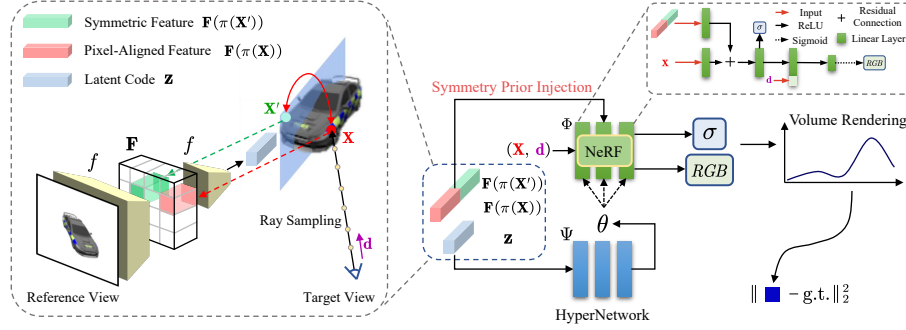 Symmetric Feature F(π(X′))
Pixel-Aligned Feature F(π(X))
Latent Code z
X′
X
f
F
f
Ray Sampling
d
Reference View
Target View
Symmetry Prior Injection
Φ
(X, d)
NeRF
σ
RGB
F(π(X′))
F(π(X))
z
θ
Ψ
HyperNetwork
σ
x
d
RGB
Input
ReLU
Sigmoid
+ Residual Connection
Linear Layer
Volume Rendering
‖ – g.t. ‖₂²